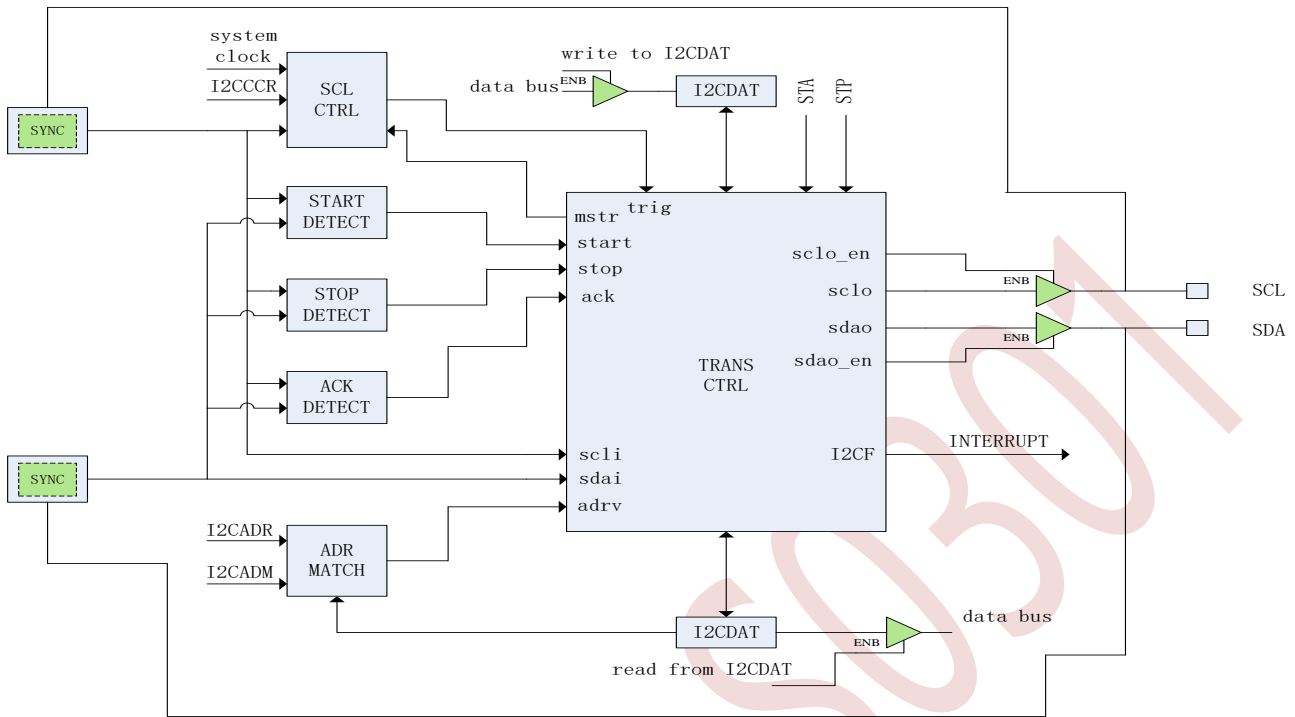 system
clock
I2CCCR
SYNC
SCL
CTRL
write to I2CDAT
data bus
ENB
I2CDAT
STA
STP
START
DETECT
STOP
DETECT
ACK
DETECT
mstr
trig
start
stop
ack
sclo_en
sclo
sdao
sdao_en
TRANS
CTRL
ENB
ENB
SCL
SDA
scli
sdai
adrv
I2CF
INTERRUPT
SYNC
I2CADR
I2CADM
ADR
MATCH
I2CDAT
ENB
data bus
read from I2CDAT
S0301